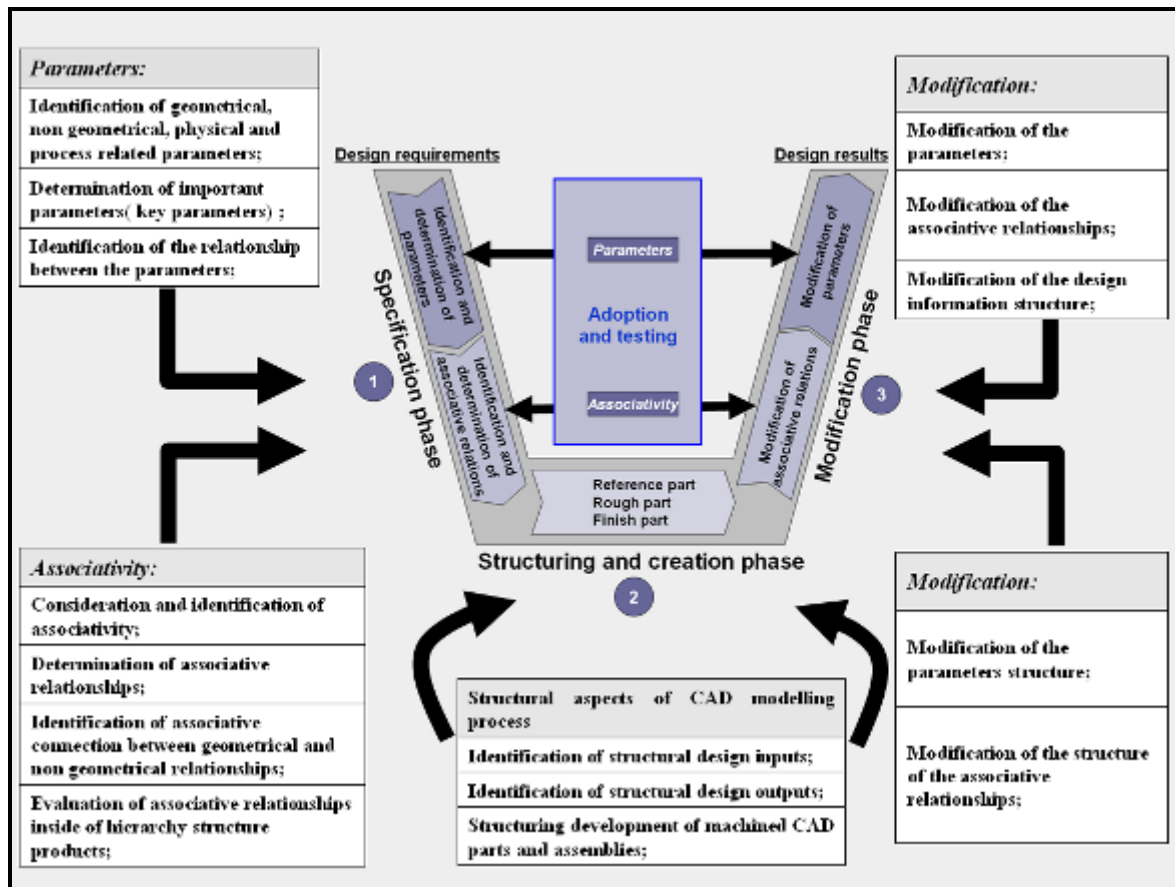 Parameters:
Identification of geometrical,
non geometrical, physical and
process related parameters;
Determination of important
parameters( key parameters) ;
Identification of the relationship
between the parameters;
Associativity:
Consideration and identification of
associativity;
Determination of associative
relationships;
Identification of associative
connection between geometrical and
non geometrical relationships;
Evaluation of associative relationships
inside of hierarchy structure
products;
Design requirements
Identification and
determination of
parameters
Identification and
determination of
associative relations
Specification phase
1
Parameters
Adoption
and testing
Associativity
Reference part
Rough part
Finish part
Structuring and creation phase
2
Structural aspects of CAD modelling
process
Identification of structural design inputs;
Identification of structural design outputs;
Structuring development of machined CAD
parts and assemblies;
Design results
Modification of
parameters
Modification of
associative relations
Modification phase
3
Modification:
Modification of the
parameters;
Modification of the
associative relationships;
Modification of the design
information structure;
Modification:
Modification of the
parameters structure;
Modification of the structure
of the associative
relationships;